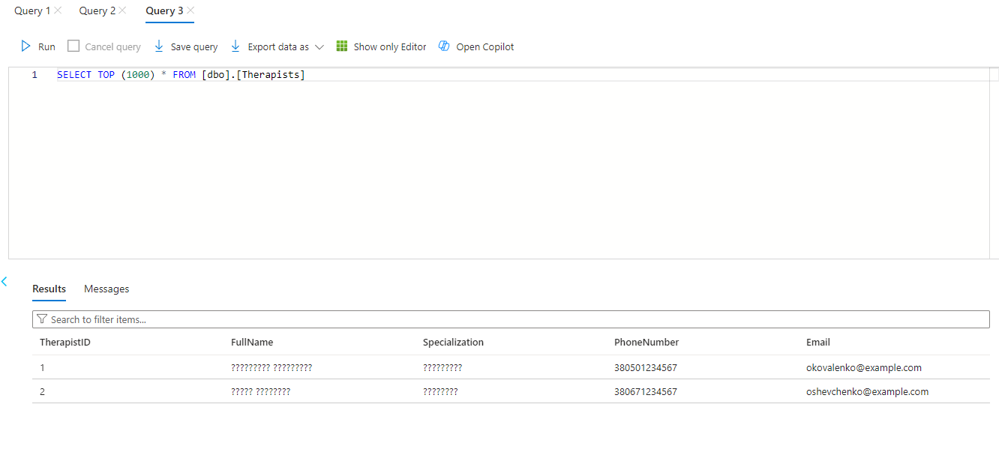 Query 1 Query 2 Query 3
Run Cancel query Save query Export data as Show only Editor Open Copilot
1 SELECT TOP (1000) * FROM [dbo].[Therapists]
Results Messages
Search to filter items...
TherapistID FullName Specialization PhoneNumber Email
1 ????????? ????????? ????????? 380501234567 okovalenko@example.com
2 ????? ???????? ???????? 380671234567 oshevchenko@example.com